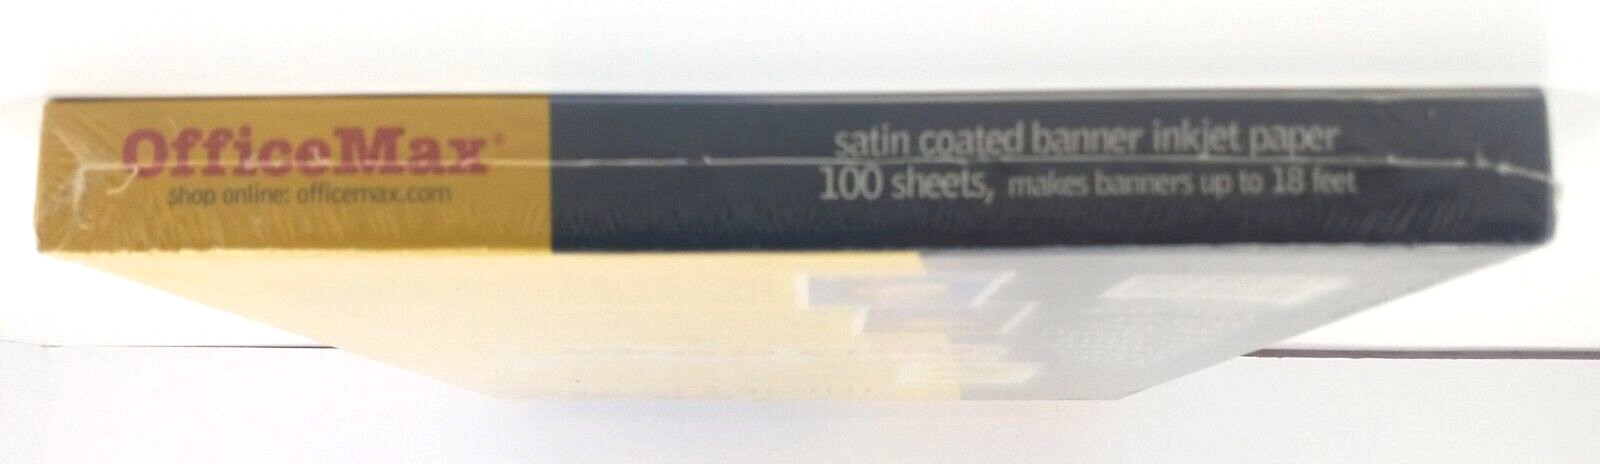 OfficeMax®
shop online: officemax.com
satin coated banner inkjet paper
100 sheets, makes banners up to 18 feet